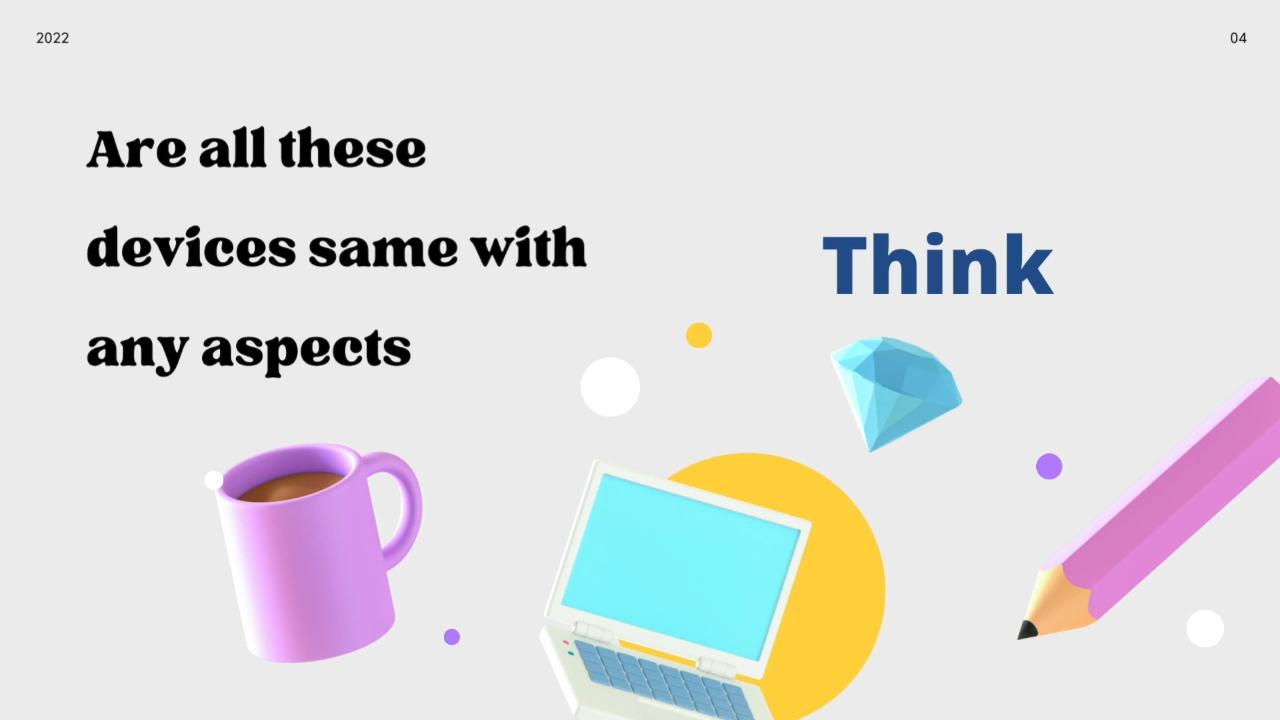 2022
04
Are all these
devices same with
any aspects
Think